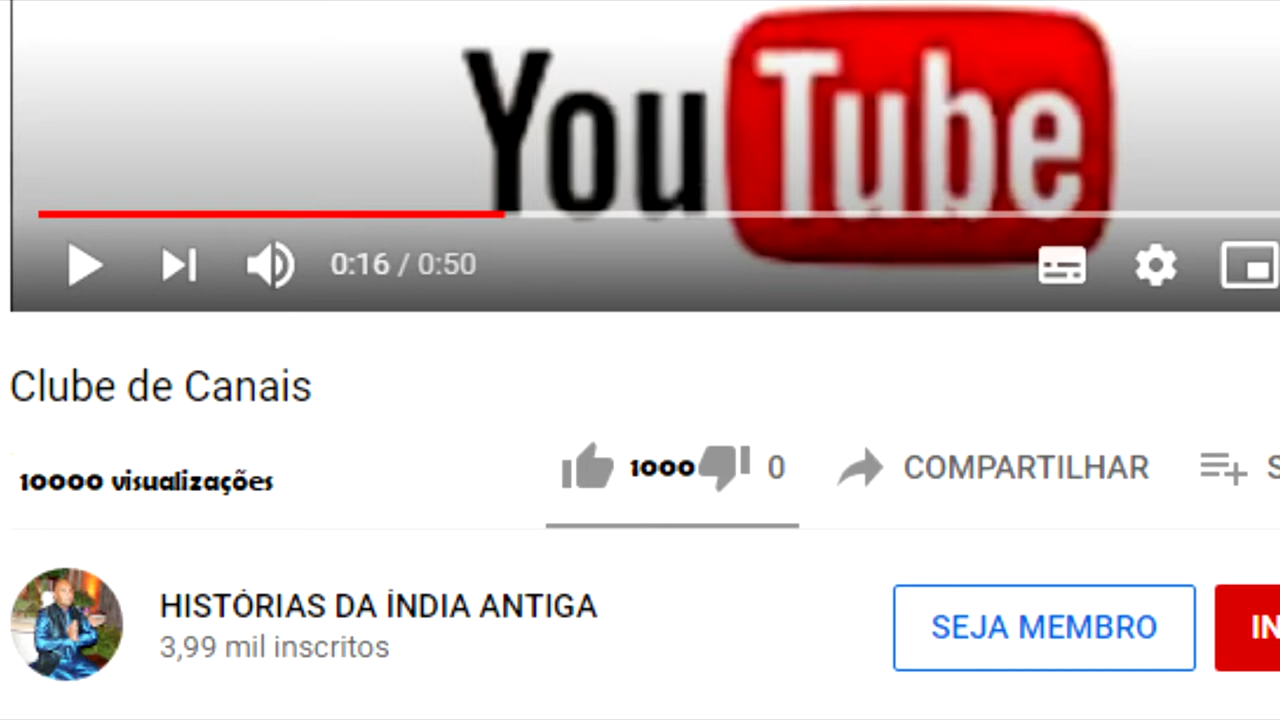 YouTube
0:16 / 0:50
Clube de Canais
10000 visualizações
1000 0 COMPARTILHAR S
HISTÓRIAS DA ÍNDIA ANTIGA
3,99 mil inscritos
SEJA MEMBRO IN